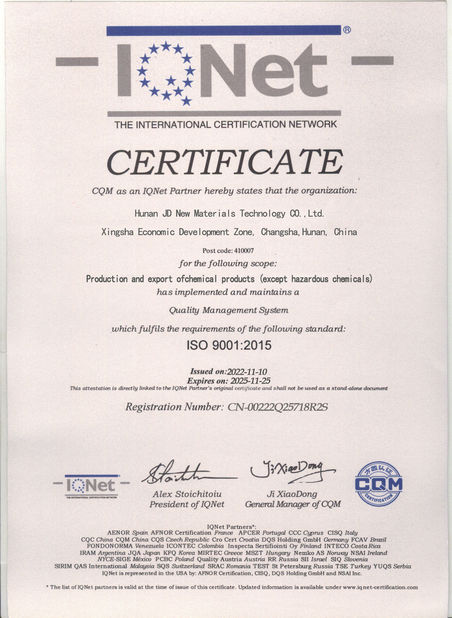 IQNet ®
THE INTERNATIONAL CERTIFICATION NETWORK
CERTIFICATE
CQM as an IQNet Partner hereby states that the organization:
Hunan JD New Materials Technology CO.,Ltd.
Xingsha Economic Development Zone, Changsha,Hunan, China
Post code: 410007
for the following scope:
Production and export ofchemical products (except hazardous chemicals)
has implemented and maintains a
Quality Management System
which fulfils the requirements of the following standard:
ISO 9001:2015
Issued on:2022-11-10
Expires on: 2025-11-25
This attestation is directly linked to the IQNet Partner's original certificate and shall not be used as a stand-alone document
Registration Number: CN-00222Q25718R2S
IQNet
THE INTERNATIONAL CERTIFICATION NETWORK
Alex Stoichitoiu
President of IQNet
Ji XiaoDong
Ji XiaoDong
General Manager of CQM
方圆认证
CQM
CERTIFICATION
IQNet Partners*:
AENOR Spain AFNOR Certification France APCER Portugal CCC Cyprus CISQ Italy
CQC China CQM China CQS Czech Republic Cro Cert Croatia DQS Holding GmbH Germany FCAV Brazil
FONDONORMA Venezuela ICONTEC Colombia Inspecta Sertifiointi Oy Finland INTECO Costa Rica
IRAM Argentina JQA Japan KFQ Korea MIRTEC Greece MSZT Hungary Nemko AS Norway NSAI Ireland
NYCE-SIGE México PCBC Poland Quality Austria Austria RR Russia SII Israel SIQ Slovenia
SIRIM QAS International Malaysia SQS Switzerland SRAC Romania TEST St Petersburg Russia TSE Turkey YUQS Serbia
IQNet is represented in the USA by: AFNOR Certification, CISQ, DQS Holding GmbH and NSAI Inc.
* The list of IQNet partners is valid at the time of issue of this certificate. Updated information is available under www.iqnet-certification.com